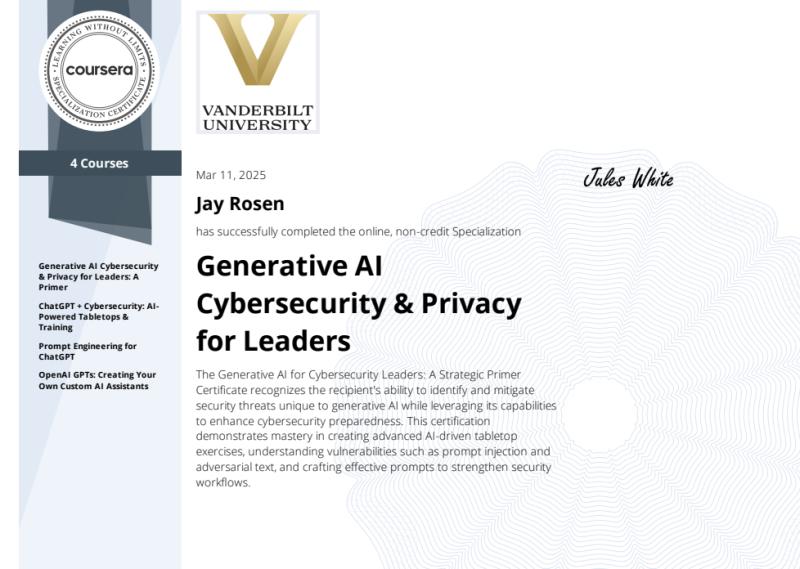 LEARNING WITHOUT LIMITS
coursera
SPECIALIZATION CERTIFICATE
4 Courses
Generative AI Cybersecurity
& Privacy for Leaders: A
Primer
ChatGPT + Cybersecurity: AI-
Powered Tabletops &
Training
Prompt Engineering for
ChatGPT
OpenAI GPTs: Creating Your
Own Custom AI Assistants
VANDERBILT
UNIVERSITY
Mar 11, 2025
Jules White
Jay Rosen
has successfully completed the online, non-credit Specialization
Generative AI
Cybersecurity & Privacy
for Leaders
The Generative AI for Cybersecurity Leaders: A Strategic Primer
Certificate recognizes the recipient's ability to identify and mitigate
security threats unique to generative AI while leveraging its capabilities
to enhance cybersecurity preparedness. This certification
demonstrates mastery in creating advanced AI-driven tabletop
exercises, understanding vulnerabilities such as prompt injection and
adversarial text, and crafting effective prompts to strengthen security
workflows.